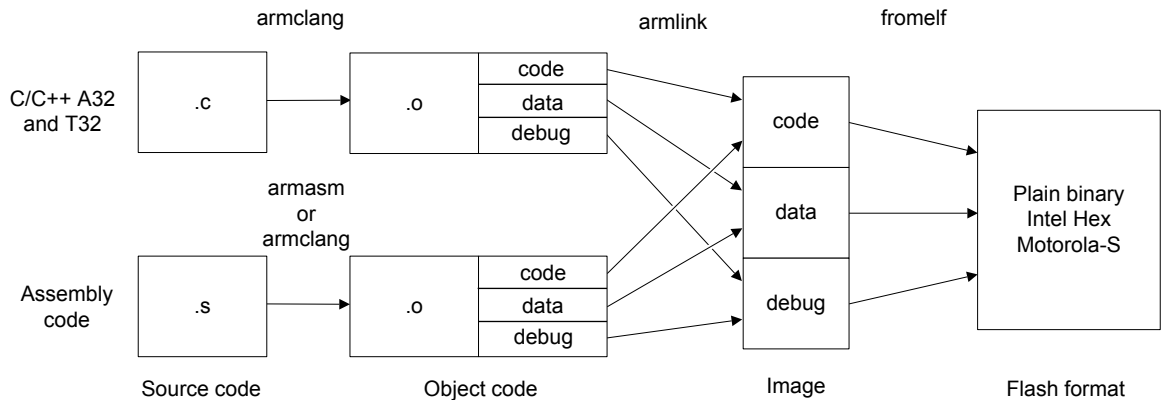 armclang
armlink
fromelf
C/C++ A32
and T32
.c
.o
code
data
debug
armasm
or
armclang
Assembly
code
.s
.o
code
data
debug
code
data
debug
Plain binary
Intel Hex
Motorola-S
Source code
Object code
Image
Flash format